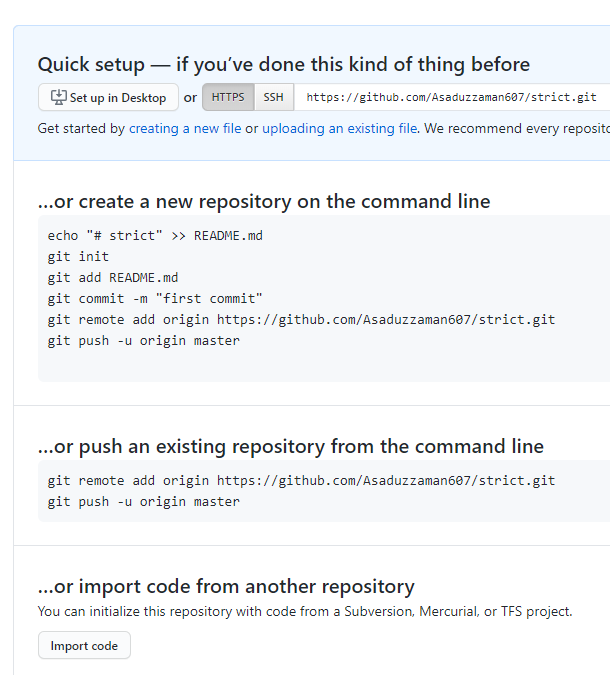 Quick setup — if you’ve done this kind of thing before
Set up in Desktop or HTTPS SSH https://github.com/Asaduzzaman607/strict.git
Get started by creating a new file or uploading an existing file. We recommend every
…or create a new repository on the command line
echo "# strict" >> README.md
git init
git add README.md
git commit -m "first commit"
git remote add origin https://github.com/Asaduzzaman607/strict.git
git push -u origin master
…or push an existing repository from the command line
git remote add origin https://github.com/Asaduzzaman607/strict.git
git push -u origin master
…or import code from another repository
You can initialize this repository with code from a Subversion, Mercurial, or TFS project.
Import code